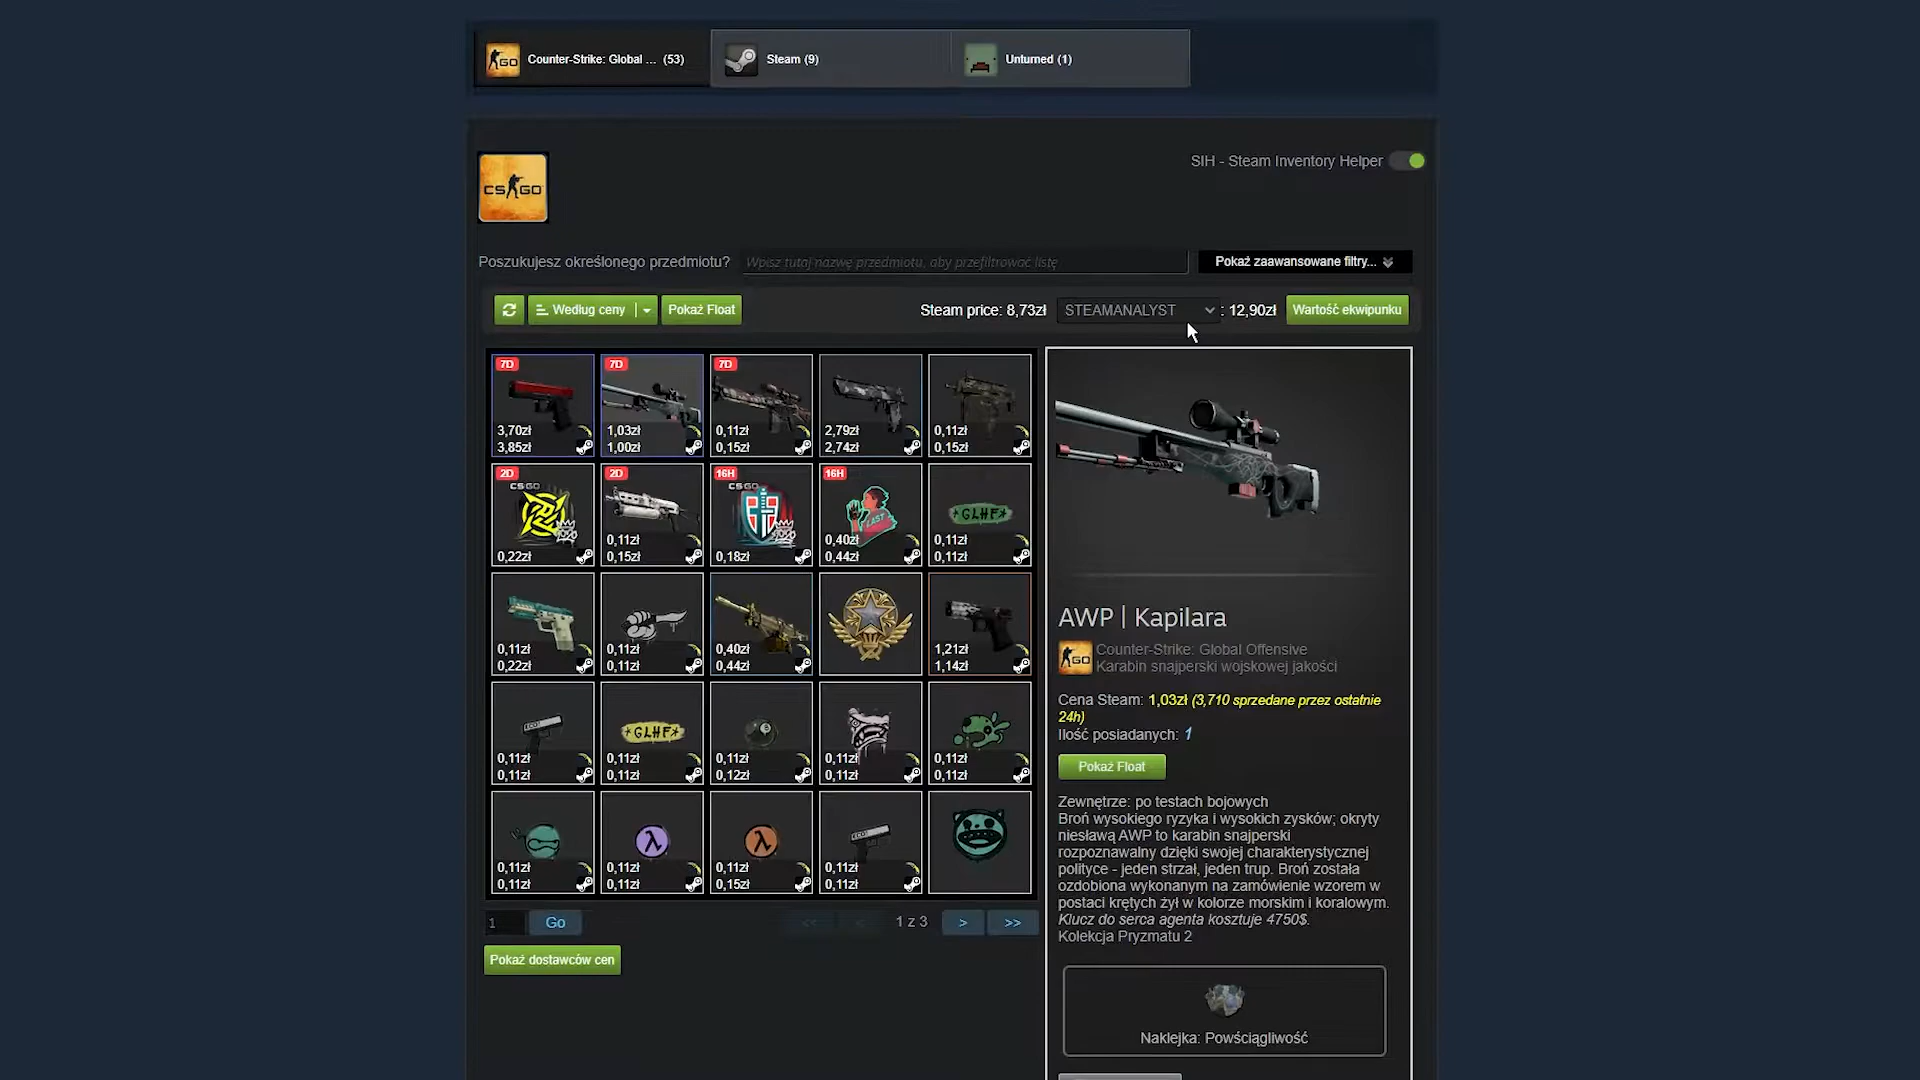 Counter-Strike: Global ... (53)
Steam (9)
Unturned (1)
CS GO
SIH - Steam Inventory Helper
Poszukujesz określonego przedmiotu?
Wpisz tutaj nazwę przedmiotu, aby przefiltrować listę
Pokaż zaawansowane filtry...
Według ceny
Pokaż Float
Steam price: 8,73zł
STEAMANALYST
: 12,90zł
Wartość ekwipunku
7D 7D 7D
3,70zł 1,03zł 0,11zł 2,79zł 0,11zł
3,85zł 1,00zł 0,15zł 2,74zł 0,15zł
2D 2D 16H 16H
CS GO CS GO
LAST
*GLHF*
0,11zł 0,40zł 0,11zł
0,22zł 0,15zł 0,18zł 0,44zł 0,11zł
0,11zł 0,11zł 0,40zł 1,21zł
0,22zł 0,11zł 0,44zł 1,14zł
ECO! *GLHF* 8
0,11zł 0,11zł 0,11zł 0,11zł 0,11zł
0,11zł 0,11zł 0,12zł 0,11zł 0,11zł
λ λ ECO!
0,11zł 0,11zł 0,11zł 0,11zł
0,11zł 0,11zł 0,15zł 0,11zł
1
Go
<<
<
1 z 3
>
>>
Pokaż dostawców cen
AWP | Kapilara
GO
Counter-Strike: Global Offensive
Karabin snajperski wojskowej jakości
Cena Steam: 1,03zł (3,710 sprzedane przez ostatnie
24h)
Ilość posiadanych: 1
Pokaż Float
Zewnętrze: po testach bojowych
Broń wysokiego ryzyka i wysokich zysków; okryty
niesławą AWP to karabin snajperski
rozpoznawalny dzięki swojej charakterystycznej
polityce - jeden strzał, jeden trup. Broń została
ozdobiona wykonanym na zamówienie wzorem w
postaci krętych żył w kolorze morskim i koralowym.
Klucz do serca agenta kosztuje 4750$.
Kolekcja Pryzmatu 2
Naklejka: Powściągliwość